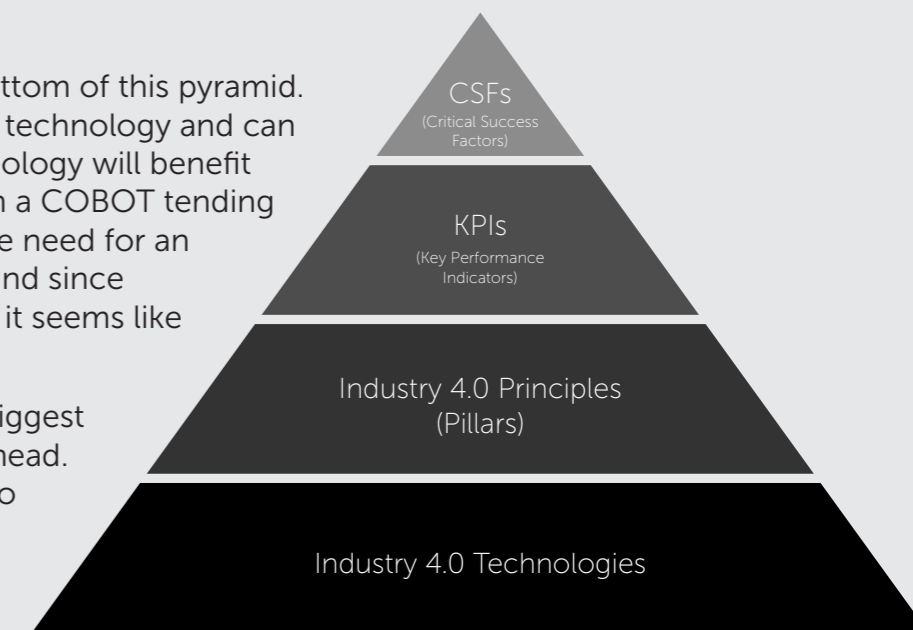 ttom of this pyramid.
technology and can
ology will benefit
a COBOT tending
e need for an
nd since
it seems like
iggest
head.
o
CSFs
(Critical Success
Factors)
KPIs
(Key Performance
Indicators)
Industry 4.0 Principles
(Pillars)
Industry 4.0 Technologies